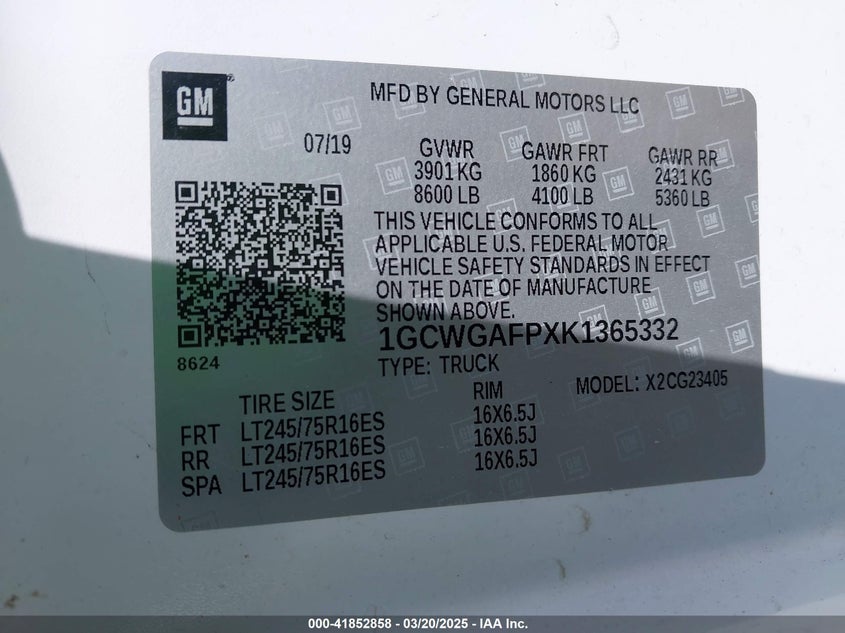 GM
MFD BY GENERAL MOTORS LLC
07/19
GVWR GAWR FRT GAWR RR
3901 KG 1860 KG 2431 KG
8600 LB 4100 LB 5360 LB
THIS VEHICLE CONFORMS TO ALL
APPLICABLE U.S. FEDERAL MOTOR
VEHICLE SAFETY STANDARDS IN EFFECT
ON THE DATE OF MANUFACTURE
SHOWN ABOVE.
8624
1GCWGAFPXK1365332
TYPE: TRUCK
MODEL: X2CG23405
TIRE SIZE RIM
FRT LT245/75R16ES 16X6.5J
RR LT245/75R16ES 16X6.5J
SPA LT245/75R16ES 16X6.5J
000-41852858 - 03/20/2025 - IAA Inc.